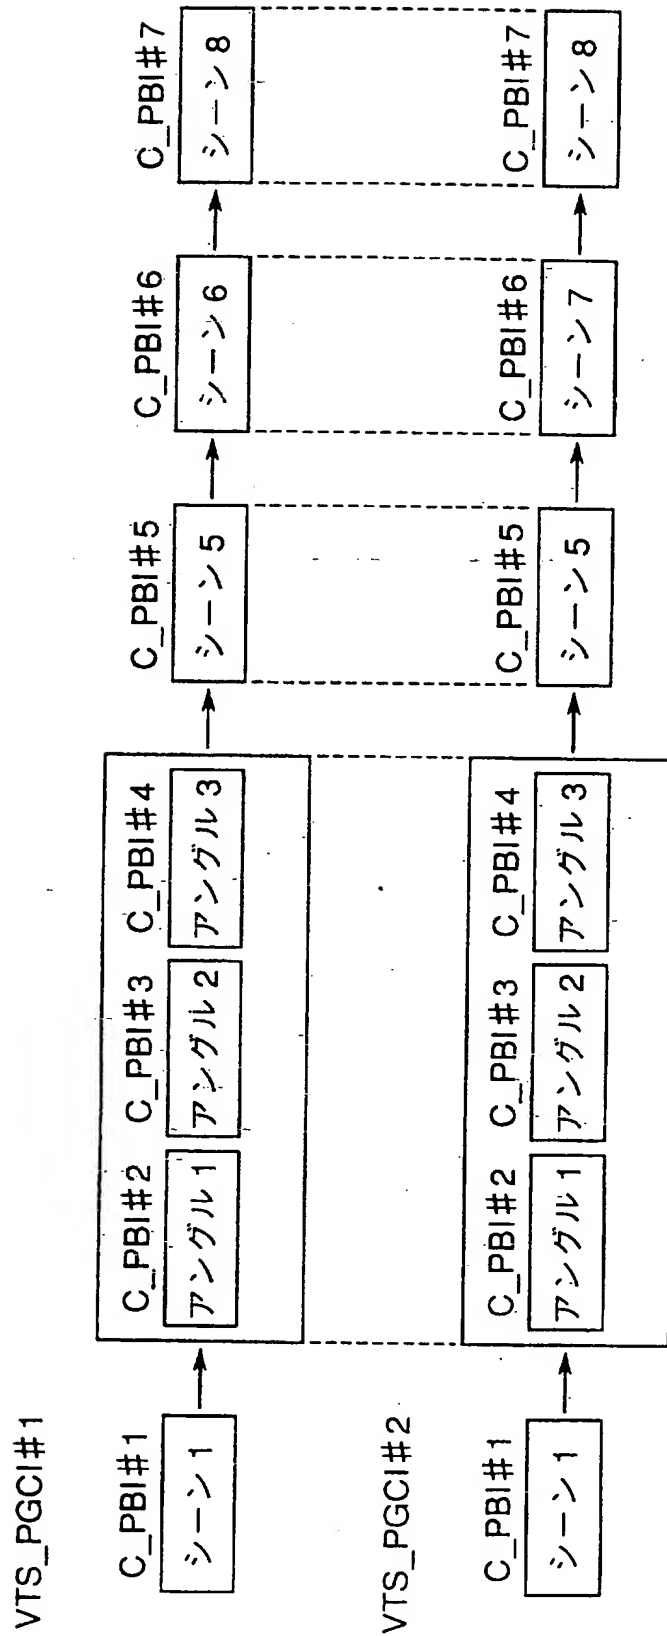 VTS_PGCI#1
C_PBI#1
シーン1
C_PBI#2
アングル1
C_PBI#3
アングル2
C_PBI#4
アングル3
C_PBI#5
シーン5
C_PBI#6
シーン6
C_PBI#7
シーン8
VTS_PGCI#2
C_PBI#1
シーン1
C_PBI#2
アングル1
C_PBI#3
アングル2
C_PBI#4
アングル3
C_PBI#5
シーン5
C_PBI#6
シーン7
C_PBI#7
シーン8